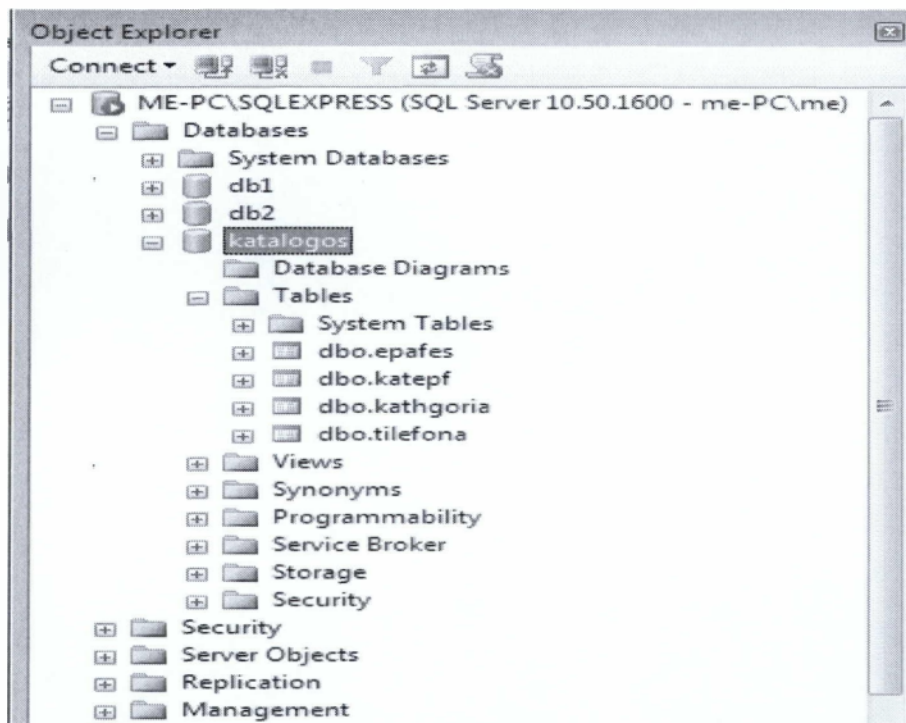 Object Explorer
Connect
ME-PC\SQLEXPRESS (SQL Server 10.50.1600 - me-PC\me)
Databases
System Databases
db1
db2
katalogos
Database Diagrams
Tables
System Tables
dbo.epafes
dbo.katepf
dbo.kathgoria
dbo.tilefona
Views
Synonyms
Programmability
Service Broker
Storage
Security
Security
Server Objects
Replication
Management